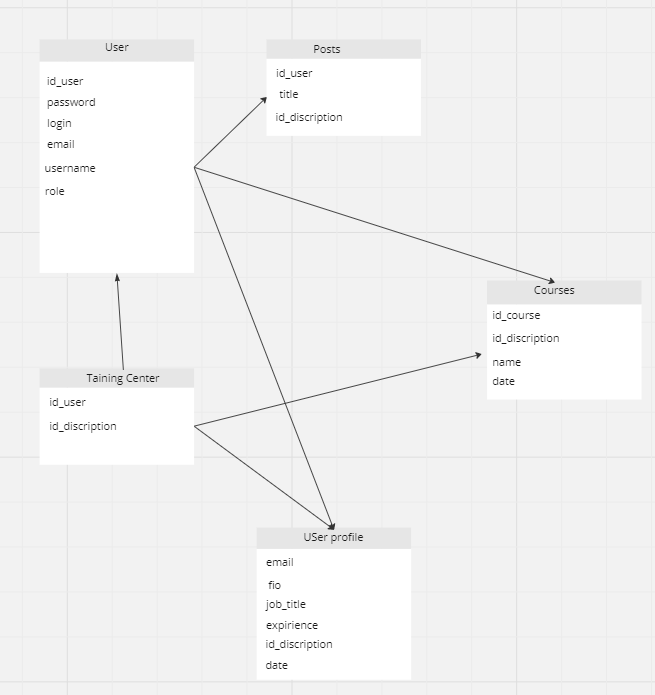 User
id_user
password
login
email
username
role
Posts
id_user
title
id_discription
Courses
id_course
id_discription
name
date
Taining Center
id_user
id_discription
USer profile
email
fio
job_title
expirience
id_discription
date